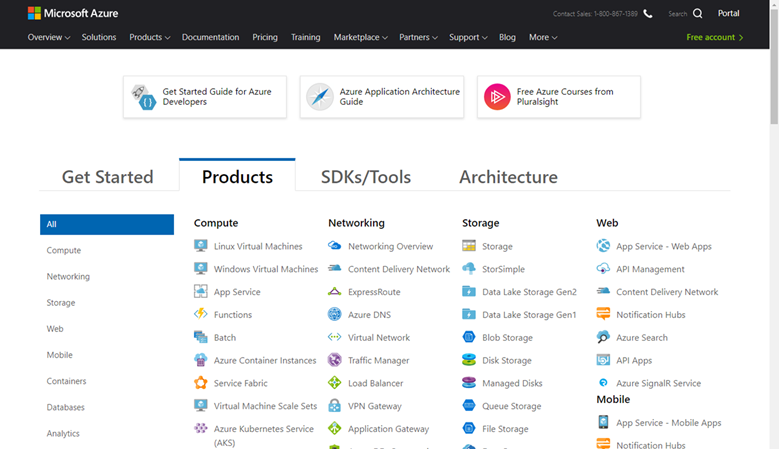 Microsoft Azure
Contact Sales: 1-800-867-1389
Search
Portal
Overview Solutions Products Documentation Pricing Training Marketplace Partners Support Blog More
Free account
Get Started Guide for Azure
Developers
Azure Application Architecture
Guide
Free Azure Courses from
Pluralsight
Get Started Products SDKs/Tools Architecture
All
Compute
Networking
Storage
Web
Mobile
Containers
Databases
Analytics
Compute
Linux Virtual Machines
Windows Virtual Machines
App Service
Functions
Batch
Azure Container Instances
Service Fabric
Virtual Machine Scale Sets
Azure Kubernetes Service
(AKS)
Networking
Networking Overview
Content Delivery Network
ExpressRoute
Azure DNS
Virtual Network
Traffic Manager
Load Balancer
VPN Gateway
Application Gateway
Storage
Storage
StorSimple
Data Lake Storage Gen2
Data Lake Storage Gen1
Blob Storage
Disk Storage
Managed Disks
Queue Storage
File Storage
Web
App Service - Web Apps
API Management
Content Delivery Network
Notification Hubs
Azure Search
API Apps
Azure SignalR Service
Mobile
App Service - Mobile Apps
Notification Hubs